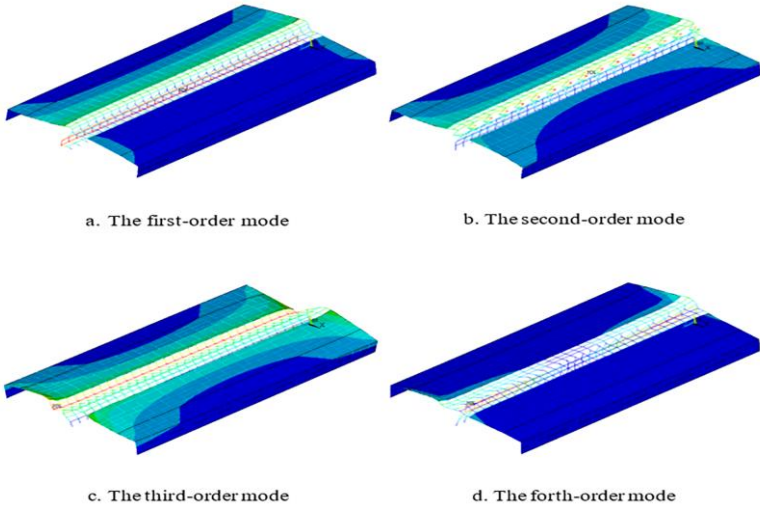 a. The first-order mode
b. The second-order mode
c. The third-order mode
d. The forth-order mode